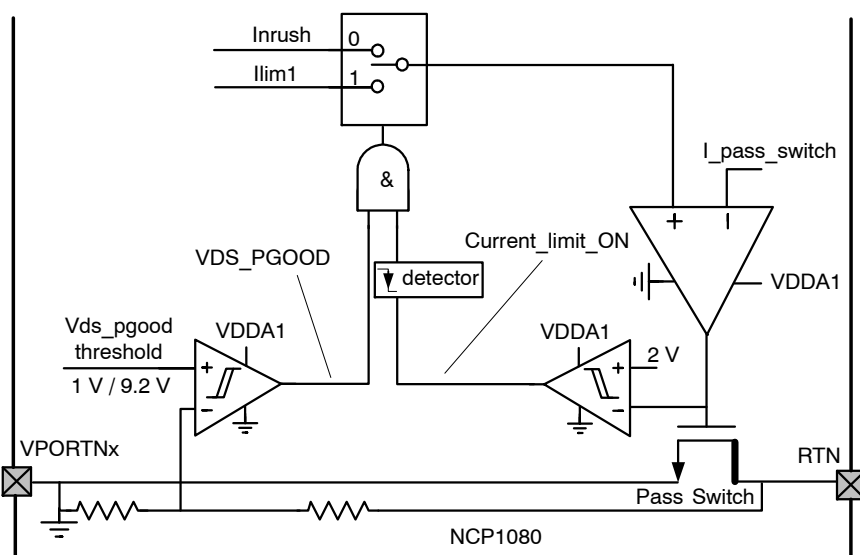 Inrush
0
Ilim1
1
I_pass_switch
&
+
−
Current_limit_ON
VDS_PGOOD
detector
VDDA1
Vds_pgood
threshold
VDDA1
VDDA1
2 V
+
+
1 V / 9.2 V
−
−
VPORTNx
RTN
Pass Switch
NCP1080